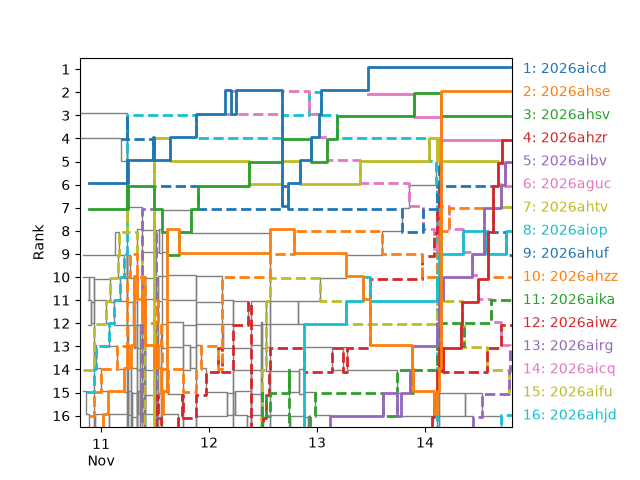 1
2
3
4
5
6
7
8
9
10
11
12
13
14
15
16
Rank
11
12
13
14
Nov
1: 2026aicd
2: 2026ahse
3: 2026ahsv
4: 2026ahzr
5: 2026aibv
6: 2026aguc
7: 2026ahtv
8: 2026aiop
9: 2026ahuf
10: 2026ahzz
11: 2026aika
12: 2026aiwz
13: 2026airg
14: 2026aicq
15: 2026aifu
16: 2026ahjd